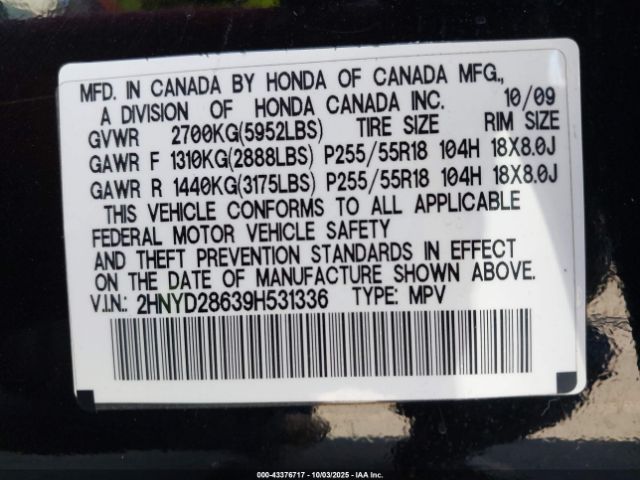 MFD. IN CANADA BY HONDA OF CANADA MFG.,
A DIVISION OF HONDA CANADA INC. 10/09
GVWR 2700KG(5952LBS) TIRE SIZE RIM SIZE
GAWR F 1310KG(2888LBS) P255/55R18 104H 18X8.0J
GAWR R 1440KG(3175LBS) P255/55R18 104H 18X8.0J
THIS VEHICLE CONFORMS TO ALL APPLICABLE
FEDERAL MOTOR VEHICLE SAFETY
AND THEFT PREVENTION STANDARDS IN EFFECT
ON THE DATE OF MANUFACTURE SHOWN ABOVE.
V.I.N.: 2HNYD28639H531336 TYPE: MPV
000-43376717 - 10/03/2025 - IAA Corp.